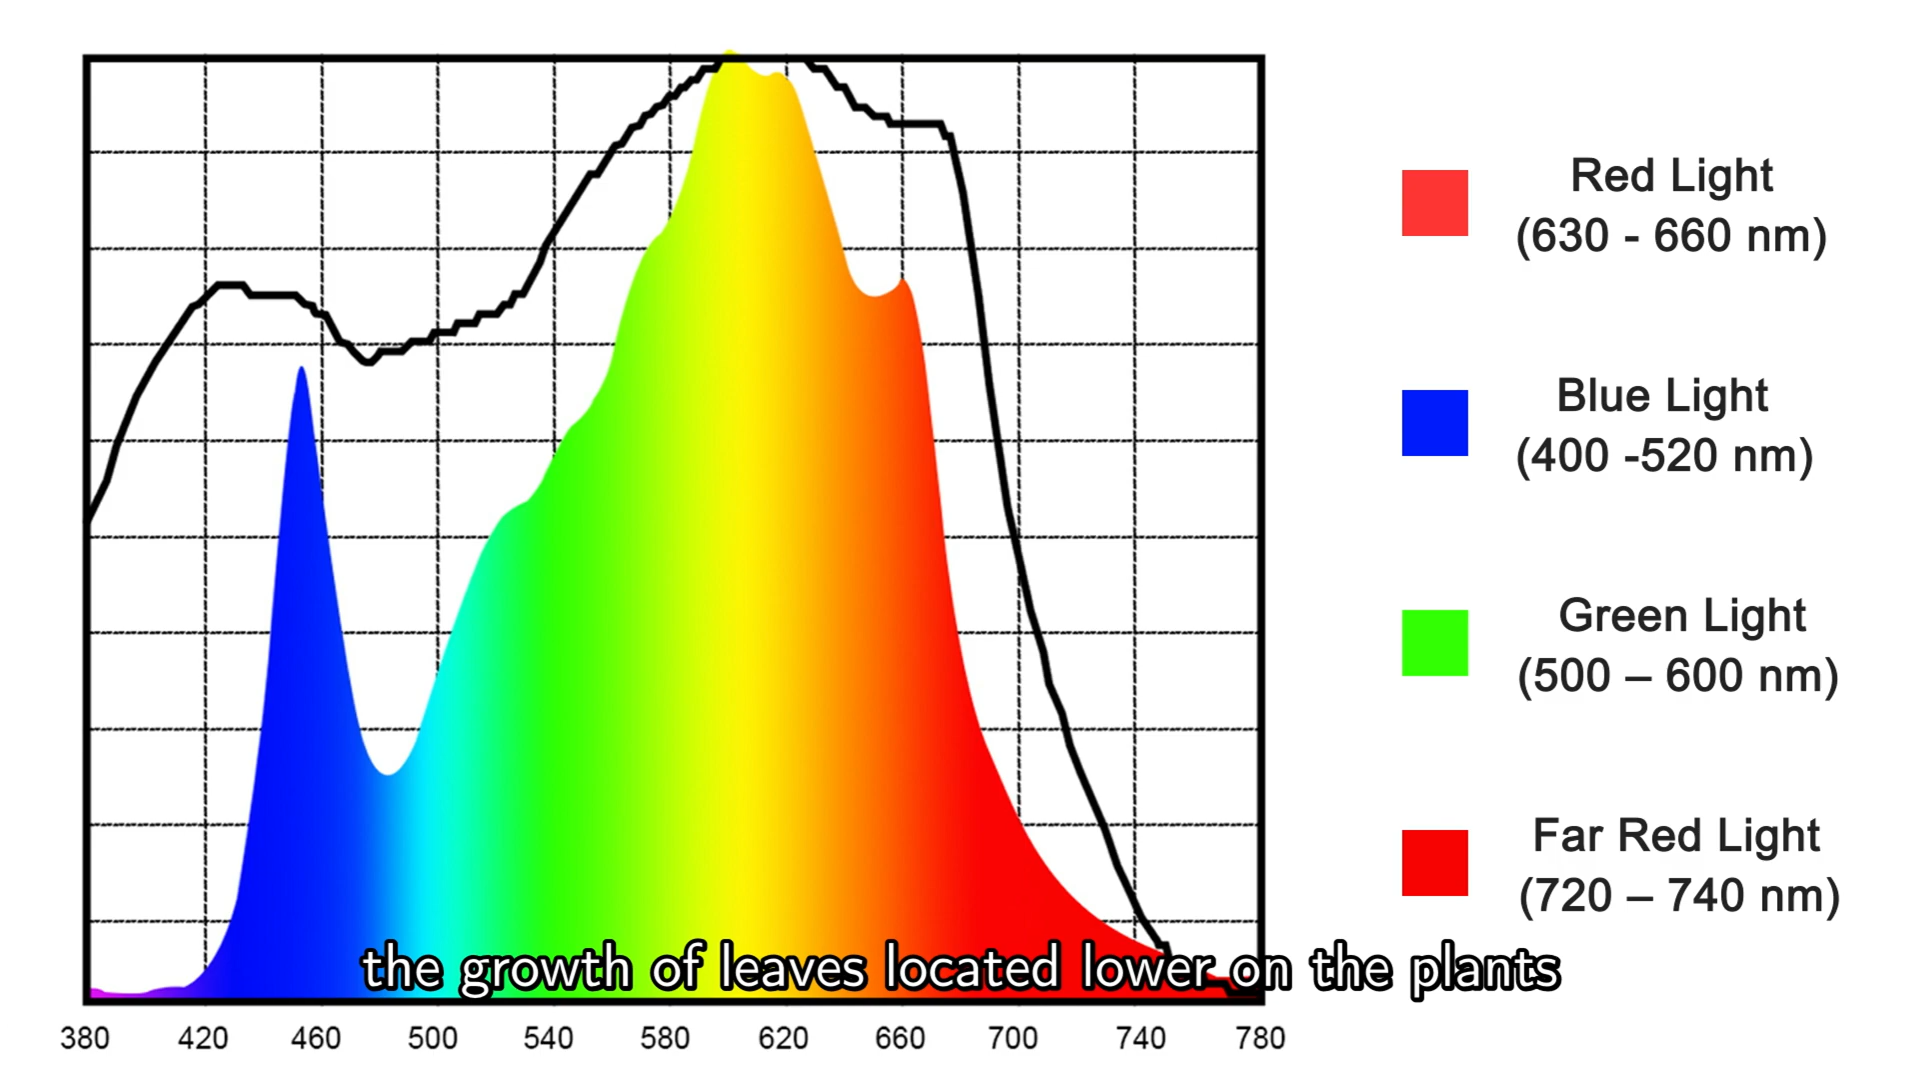 Red Light
(630 - 660 nm)
Blue Light
(400 -520 nm)
Green Light
(500 – 600 nm)
Far Red Light
(720 – 740 nm)
the growth of leaves located lower on the plants
380 420 460 500 540 580 620 660 700 740 780